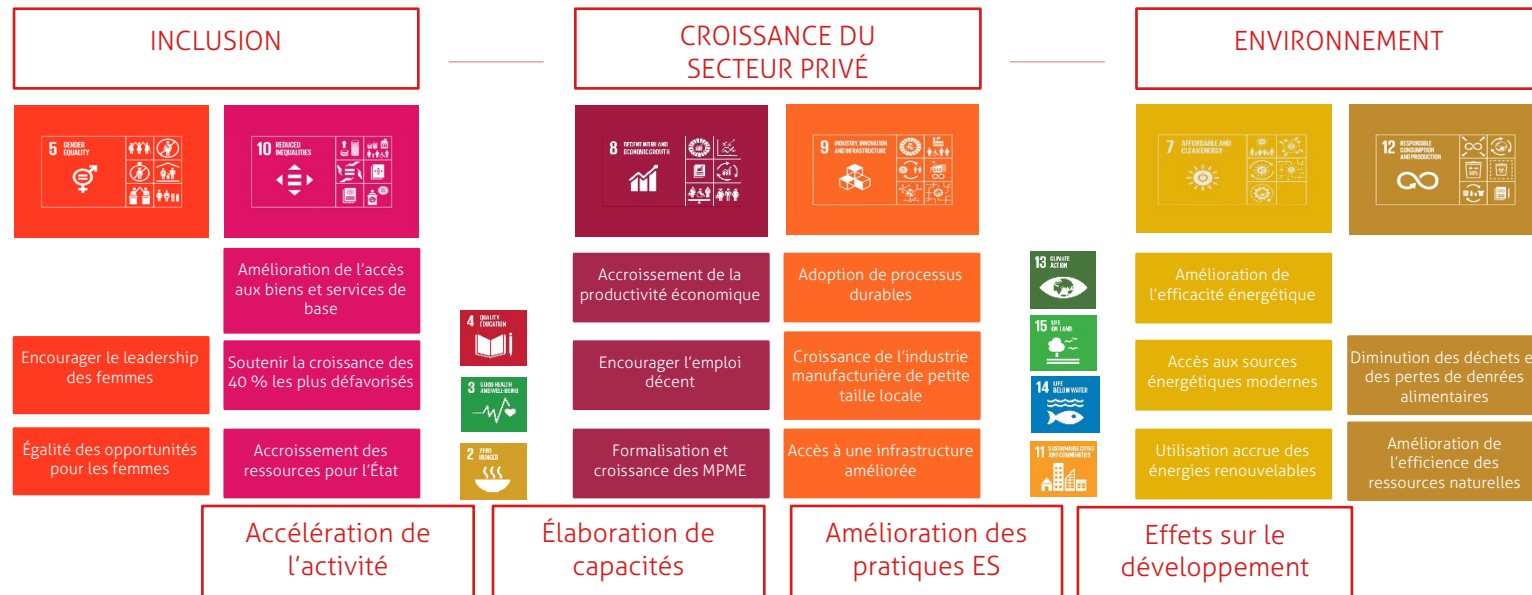 INCLUSION
CROISSANCE DU
SECTEUR PRIVÉ
ENVIRONNEMENT
5 GENDER
EQUALITY
10 REDUCED
INEQUALITIES
8 DECENT WORK AND
ECONOMIC GROWTH
9 INDUSTRY, INNOVATION
AND INFRASTRUCTURE
7 AFFORDABLE AND
CLEAN ENERGY
12 RESPONSIBLE
CONSUMPTION
AND PRODUCTION
Amélioration de l'accès
aux biens et services de
base
Encourager le leadership
des femmes
Soutenir la croissance des
40 % les plus défavorisés
Égalité des opportunités
pour les femmes
Accroissement des
ressources pour l'État
4 QUALITY
EDUCATION
3 GOOD HEALTH
AND WELL-BEING
2 ZERO
HUNGER
Accroissement de la
productivité économique
Adoption de processus
durables
Encourager l'emploi
décent
Croissance de l'industrie
manufacturière de petite
taille locale
Formalisation et
croissance des MPME
Accès à une infrastructure
améliorée
13 CLIMATE
ACTION
15 LIFE
ON LAND
14 LIFE
BELOW WATER
11 SUSTAINABLE CITIES
AND COMMUNITIES
Amélioration de
l'efficacité énergétique
Accès aux sources
énergétiques modernes
Diminution des déchets e
des pertes de denrées
alimentaires
Utilisation accrue des
énergies renouvelables
Amélioration de
l'efficience des
ressources naturelles
Accélération de
l'activité
Élaboration de
capacités
Amélioration des
pratiques ES
Effets sur le
développement